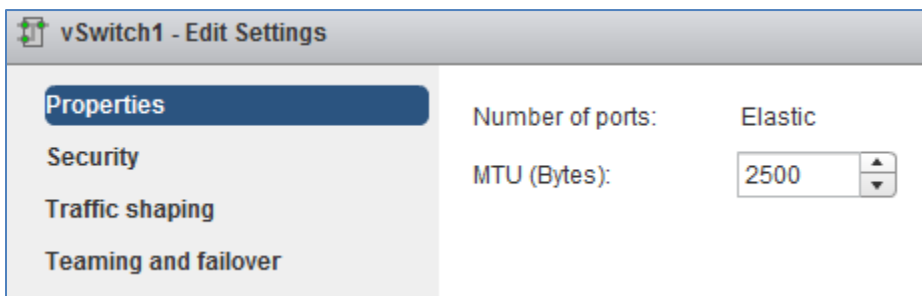 vSwitch1 - Edit Settings
Properties
Security
Traffic shaping
Teaming and failover
Number of ports: Elastic
MTU (Bytes): 2500